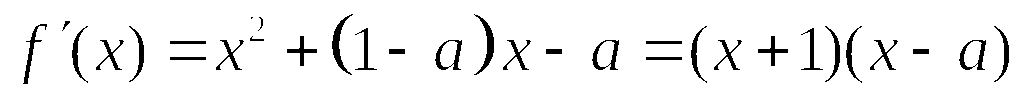 f′(x) = x² + (1- a)x - a = (x + 1)(x - a)